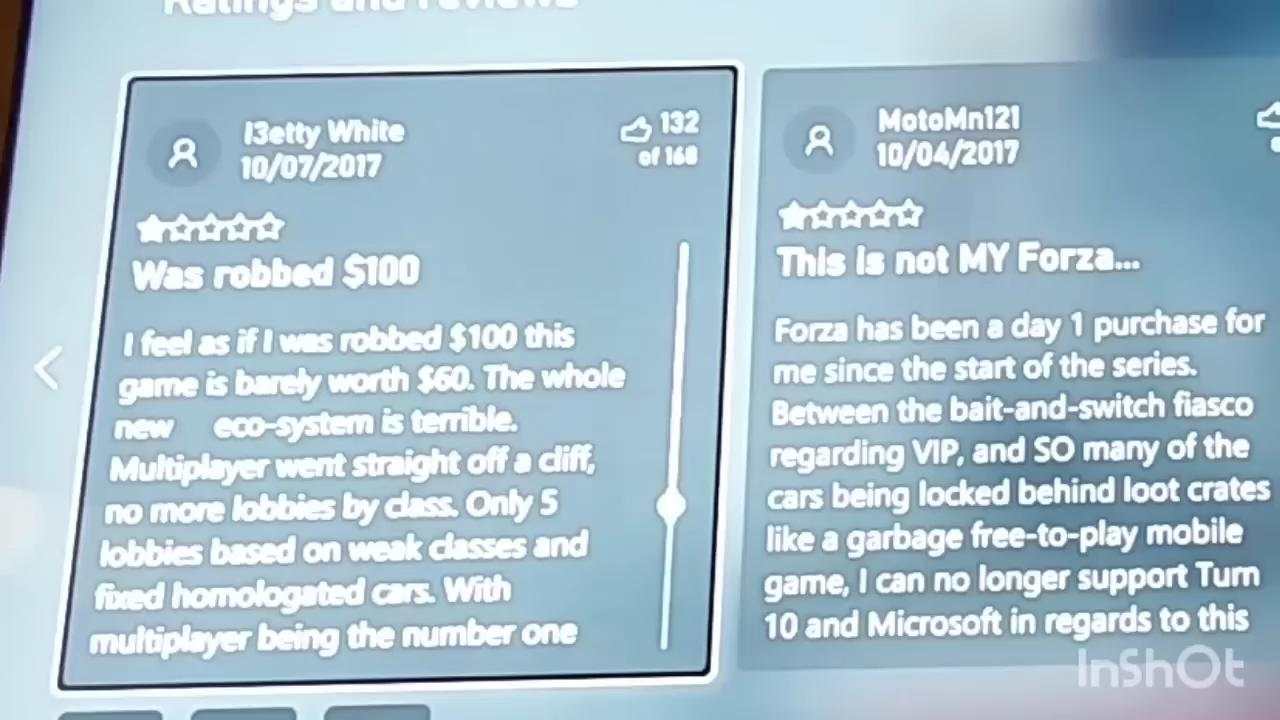 Ratings and reviews
l3etty White
10/07/2017
132
of 168
Was robbed $100
I feel as if I was robbed $100 this
game is barely worth $60. The whole
new eco-system is terrible.
Multiplayer went straight off a cliff,
no more lobbies by class. Only 5
lobbies based on weak classes and
fixed homologated cars. With
multiplayer being the number one
MotoMn121
10/04/2017
This is not MY Forza...
Forza has been a day 1 purchase for
me since the start of the series.
Between the bait-and-switch fiasco
regarding VIP, and SO many of the
cars being locked behind loot crates
like a garbage free-to-play mobile
game, I can no longer support Turn
10 and Microsoft in regards to this
InShOt